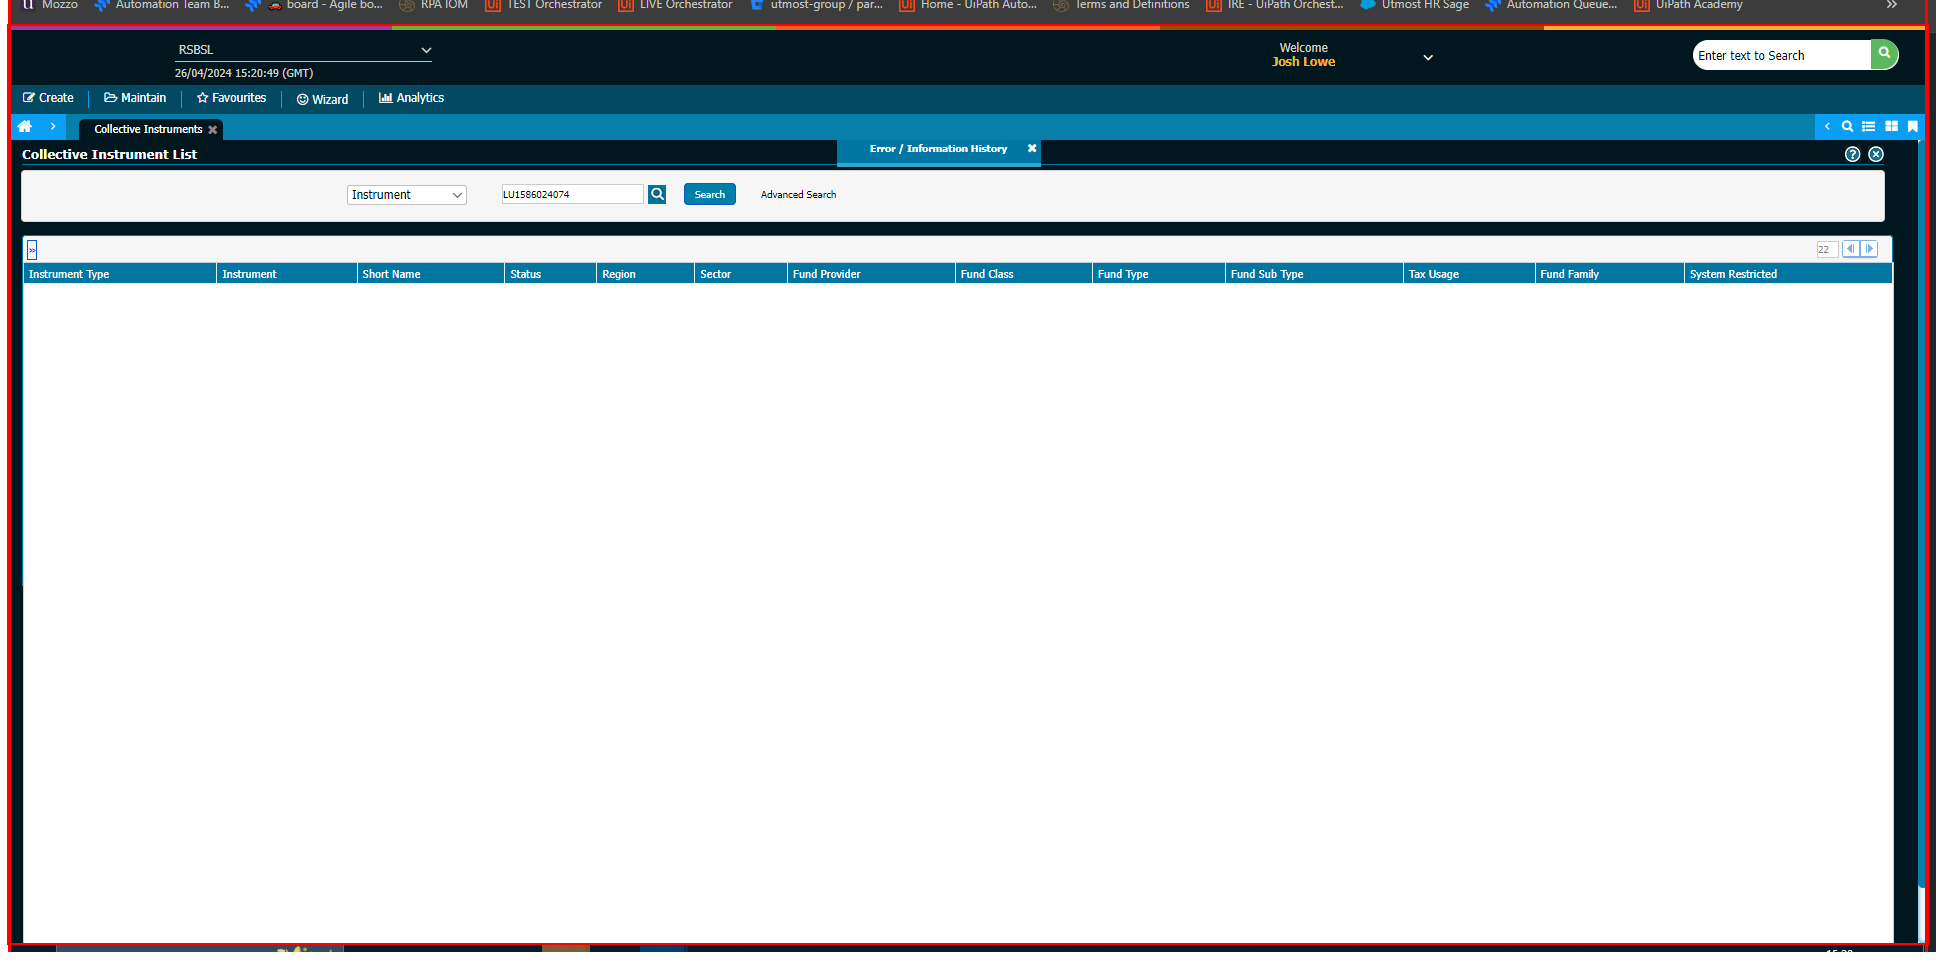 Mozzo Automation Team B... board - Agile bo... RPA IOM TEST Orchestrator LIVE Orchestrator utmost-group / par... Home - UiPath Auto... Terms and Definitions IRE - UiPath Orchest... Utmost HR Sage Automation Queue... UiPath Academy
RSBSL
26/04/2024 15:20:49 (GMT)
Welcome
Josh Lowe
Enter text to Search
Create Maintain Favourites Wizard Analytics
Collective Instruments
Collective Instrument List
Error / Information History
Instrument LU1586024074 Search Advanced Search
22
Instrument Type Instrument Short Name Status Region Sector Fund Provider Fund Class Fund Type Fund Sub Type Tax Usage Fund Family System Restricted